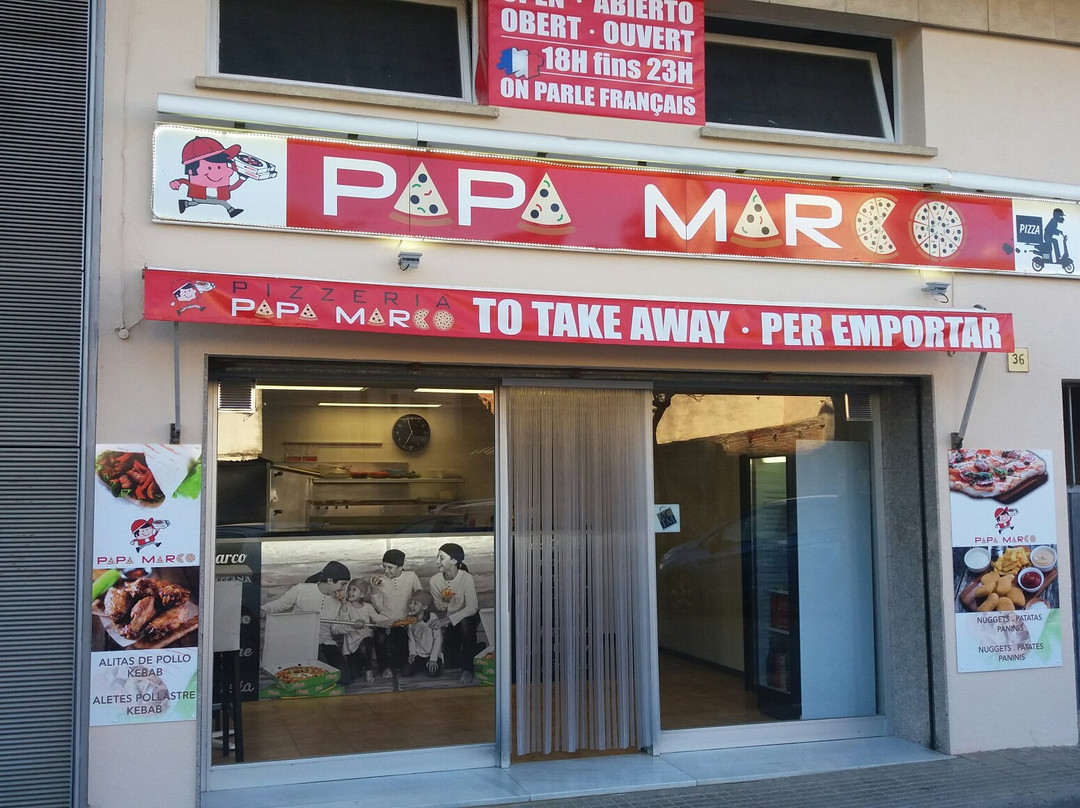 OPEN · ABIERTO
OBERT · OUVERT
18H fins 23H
ON PARLE FRANÇAIS
PAPA MARCO
PIZZA
PIZZERIA
PAPA MARCO
TO TAKE AWAY · PER EMPORTAR
36
PAPA MARCO
ALITAS DE POLLO
KEBAB
ALETES POLLASTRE
KEBAB
arco
PAPA MARCO
NUGGETS . PATATAS
PANINIS
NUGGETS . PATATES
PANINIS